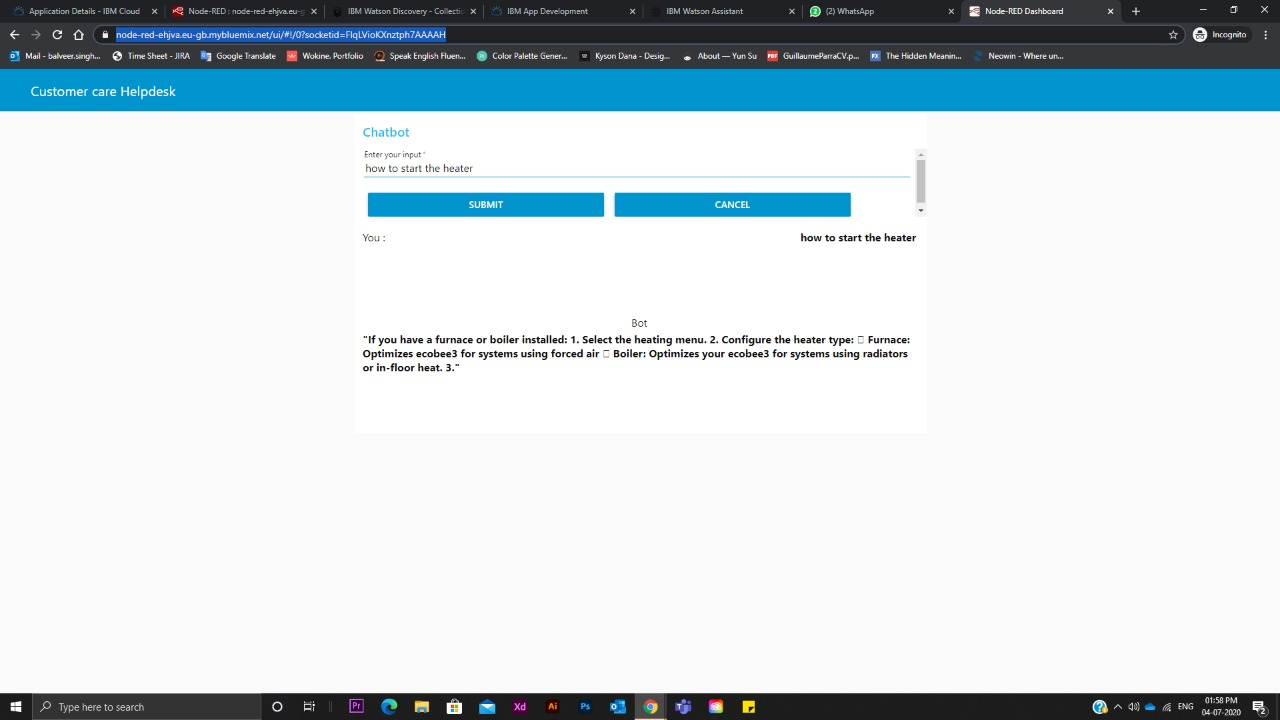 Application Details - IBM Cloud
Node-RED : node-red-ehjva.eu-g
IBM Watson Discovery - Collectio
IBM App Development
IBM Watson Assistant
(2) WhatsApp
Node-RED Dashboard
node-red-ehjva.eu-gb.mybluemix.net/ui/#!/0?socketid=FlqLVioKXnztph7AAAAH
Incognito
Mail - balveer.singh...
Time Sheet - JIRA
Google Translate
Wokine. Portfolio
Speak English Fluen...
Color Palette Gener...
Kyson Dana - Desig...
About — Yun Su
GuillaumeParraCV.p...
The Hidden Meanin...
Neowin - Where un...
Customer care Helpdesk
Chatbot
Enter your input *
how to start the heater
SUBMIT
CANCEL
You :
how to start the heater
Bot
"If you have a furnace or boiler installed: 1. Select the heating menu. 2. Configure the heater type: Furnace:
Optimizes ecobee3 for systems using forced air Boiler: Optimizes your ecobee3 for systems using radiators
or in-floor heat. 3."
Type here to search
ENG
01:58 PM
04-07-2020